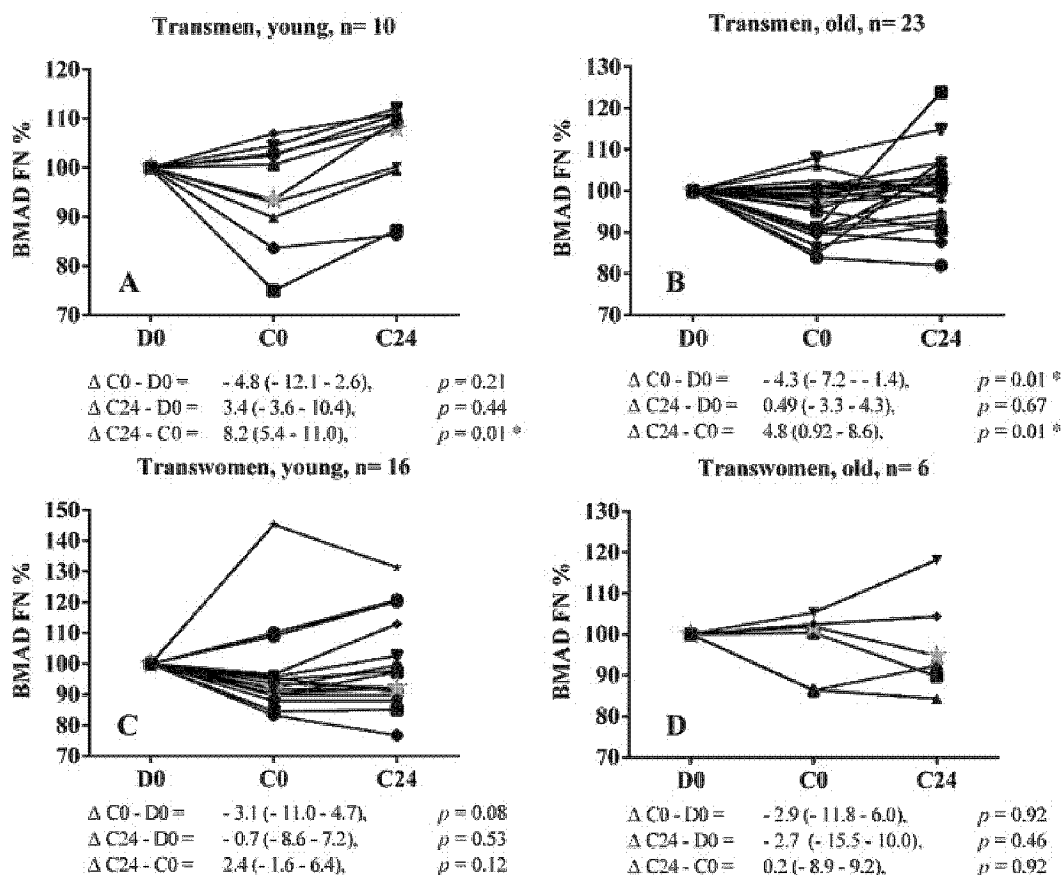 Transmen, young, n= 10
BMAD FN %
120
110
100
90
80
70
A
D0 C0 C24
Δ C0 - D0 = - 4.8 (- 12.1 - 2.6), p = 0.21
Δ C24 - D0 = 3.4 (- 3.6 - 10.4), p = 0.44
Δ C24 - C0 = 8.2 (5.4 - 11.0), p = 0.01 *
Transmen, old, n= 23
BMAD FN %
130
120
110
100
90
80
70
B
D0 C0 C24
Δ C0 - D0 = - 4.3 (- 7.2 - - 1.4), p = 0.01 *
Δ C24 - D0 = 0.49 (- 3.3 - 4.3), p = 0.67
Δ C24 - C0 = 4.8 (0.92 - 8.6), p = 0.01 *
Transwomen, young, n= 16
BMAD FN %
150
140
130
120
110
100
90
80
70
C
D0 C0 C24
Δ C0 - D0 = - 3.1 (- 11.0 - 4.7), p = 0.08
Δ C24 - D0 = - 0.7 (- 8.6 - 7.2), p = 0.53
Δ C24 - C0 = 2.4 (- 1.6 - 6.4), p = 0.12
Transwomen, old, n= 6
BMAD FN %
130
120
110
100
90
80
70
D
D0 C0 C24
Δ C0 - D0 = - 2.9 (- 11.8 - 6.0), p = 0.92
Δ C24 - D0 = - 2.7 (- 15.5 - 10.0), p = 0.46
Δ C24 - C0 = 0.2 (- 8.9 - 9.2), p = 0.92